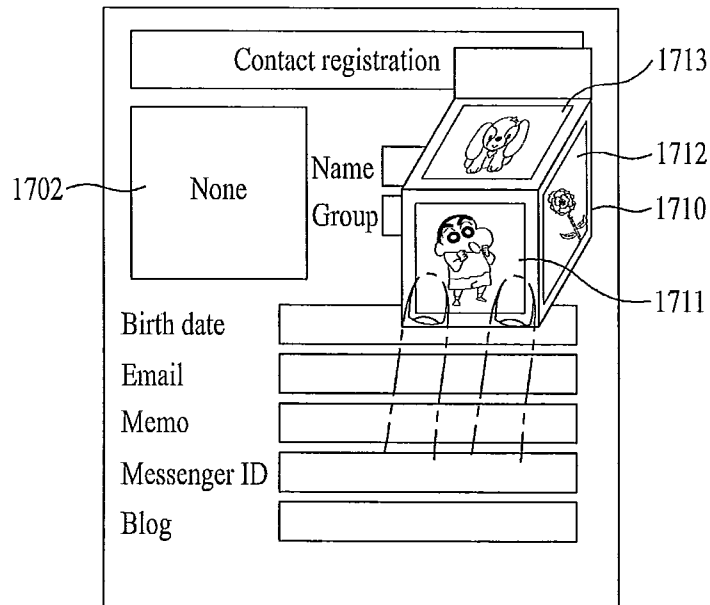 Contact registration
1713
1712
1702
None
Name
1710
Group
1711
Birth date
Email
Memo
Messenger ID
Blog